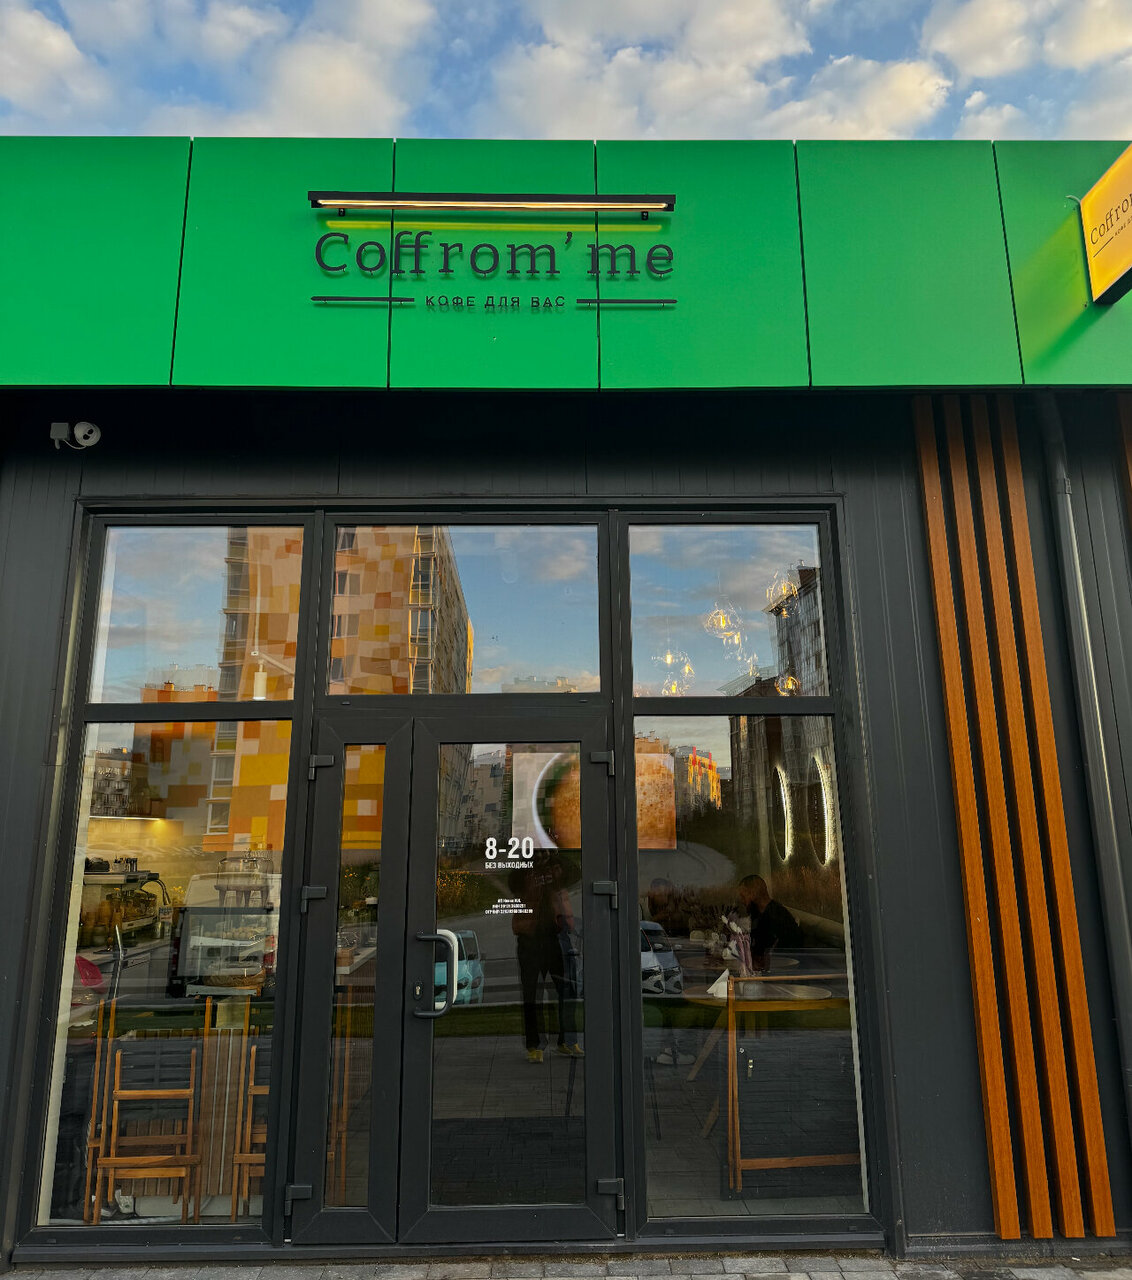 Coffrom'me
КОФЕ ДЛЯ ВАС
8-20
БЕЗ ВЫХОДНЫХ